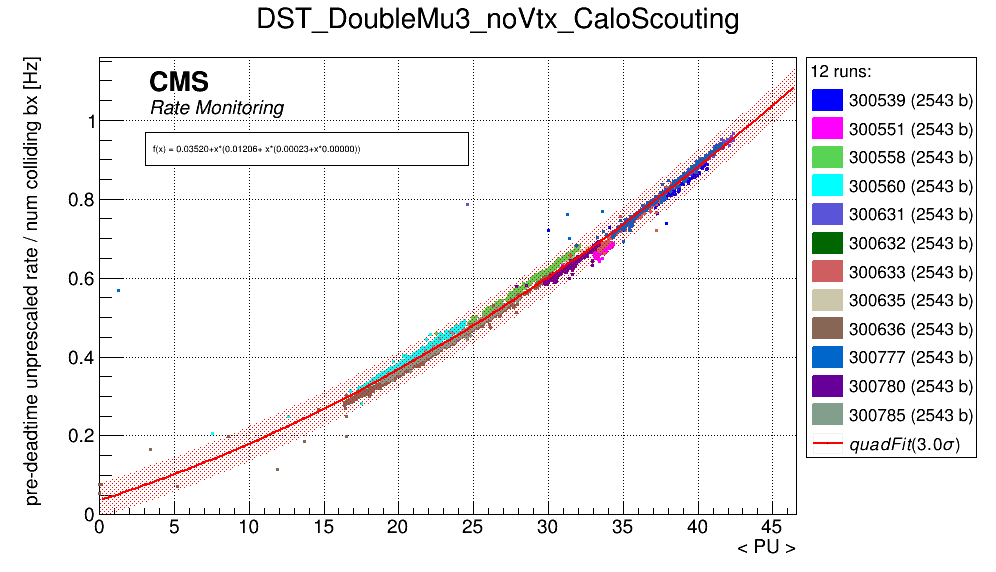 DST_DoubleMu3_noVtx_CaloScouting
pre-deadtime unprescaled rate / num colliding bx [Hz]
CMS
Rate Monitoring
f(x) = 0.03520+x*(0.01206+ x*(0.00023+x*0.00000))
1
0.8
0.6
0.4
0.2
0
0 5 10 15 20 25 30 35 40 45
< PU >
12 runs:
300539 (2543 b)
300551 (2543 b)
300558 (2543 b)
300560 (2543 b)
300631 (2543 b)
300632 (2543 b)
300633 (2543 b)
300635 (2543 b)
300636 (2543 b)
300777 (2543 b)
300780 (2543 b)
300785 (2543 b)
quadFit(3.0σ)